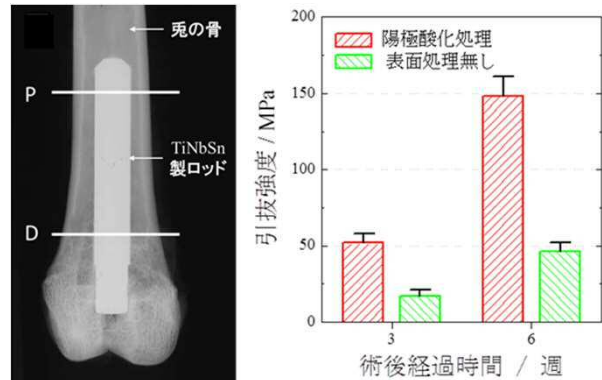 兎の骨
P
TiNbSn
製ロッド
D
200
150
100
50
0
引抜強度 / MPa
陽極酸化処理
表面処理無し
3
6
術後経過時間 / 週